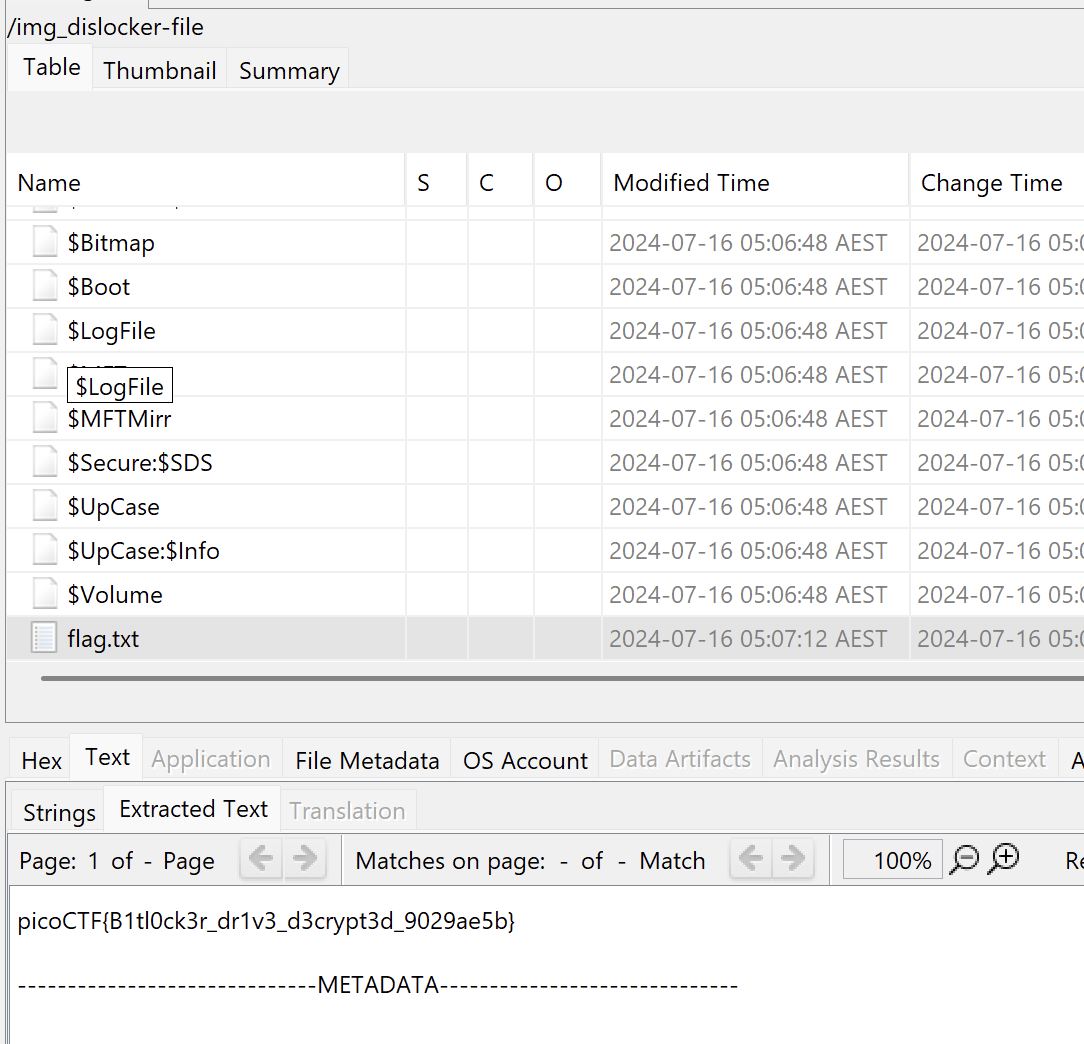 /img_dislocker-file
Table Thumbnail Summary
Name S C O Modified Time Change Time
$Bitmap 2024-07-16 05:06:48 AEST 2024-07-16 05:0
$Boot 2024-07-16 05:06:48 AEST 2024-07-16 05:0
$LogFile 2024-07-16 05:06:48 AEST 2024-07-16 05:0
2024-07-16 05:06:48 AEST 2024-07-16 05:0
$LogFile
$MFTMirr 2024-07-16 05:06:48 AEST 2024-07-16 05:0
$Secure:$SDS 2024-07-16 05:06:48 AEST 2024-07-16 05:0
$UpCase 2024-07-16 05:06:48 AEST 2024-07-16 05:0
$UpCase:$Info 2024-07-16 05:06:48 AEST 2024-07-16 05:0
$Volume 2024-07-16 05:06:48 AEST 2024-07-16 05:0
flag.txt 2024-07-16 05:07:12 AEST 2024-07-16 05:0
Hex Text Application File Metadata OS Account Data Artifacts Analysis Results Context A
Strings Extracted Text Translation
Page: 1 of - Page Matches on page: - of - Match 100% Re
picoCTF{B1tl0ck3r_dr1v3_d3crypt3d_9029ae5b}
------------------------------METADATA------------------------------